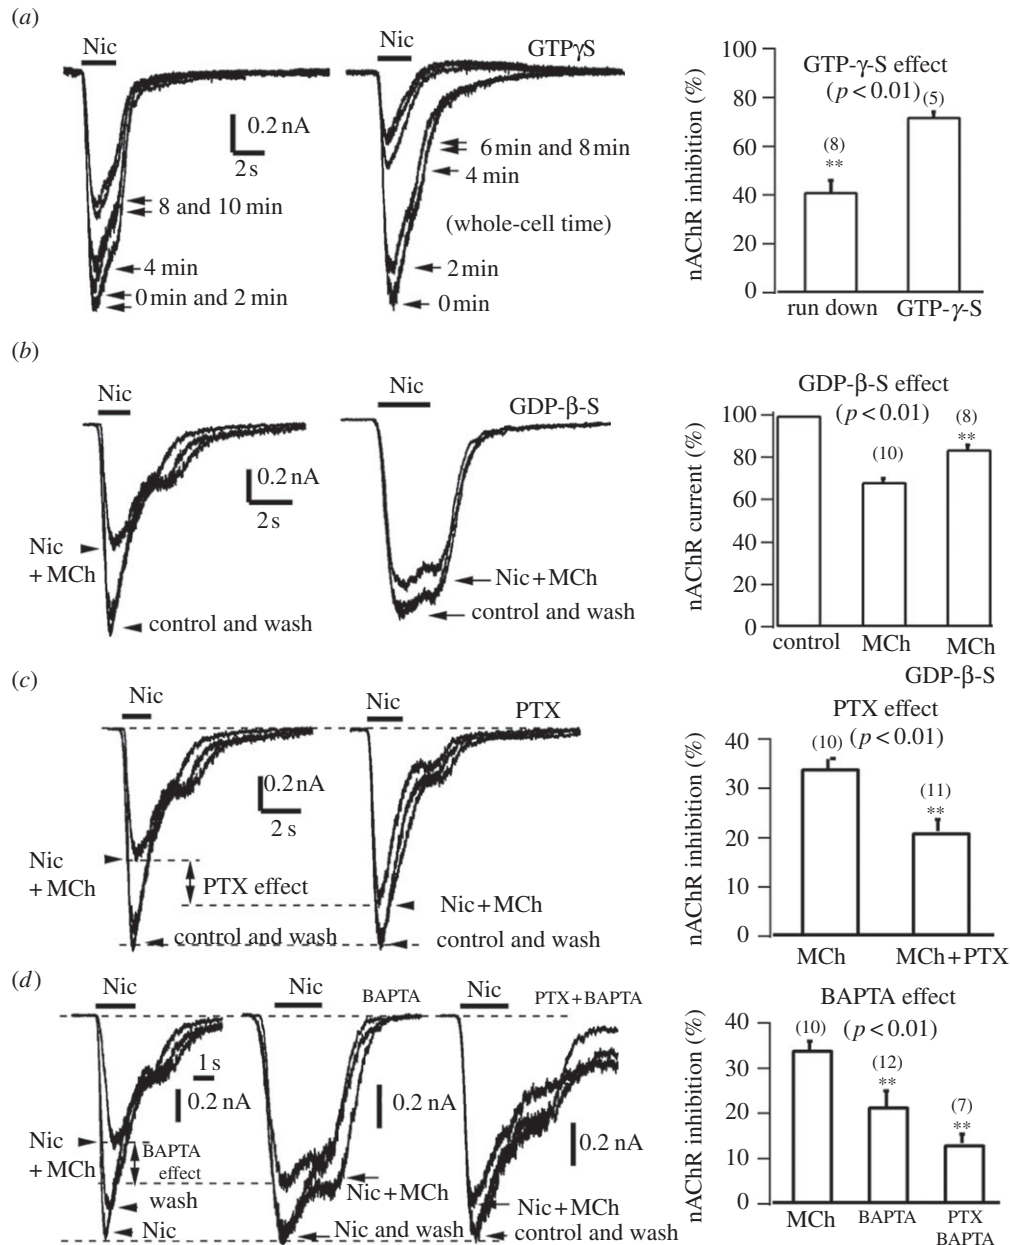 (a)
Nic
Nic
GTPγS
0.2 nA
2 s
8 and 10 min
4 min
0 min and 2 min
6 min and 8 min
4 min
(whole-cell time)
2 min
0 min
nAChR inhibition (%)
100
80
60
40
20
0
GTP-γ-S effect
(p < 0.01)
(5)
(8)
**
run down
GTP-γ-S
(b)
Nic
Nic
GDP-β-S
0.2 nA
2 s
Nic
+ MCh
control and wash
Nic + MCh
control and wash
GDP-β-S effect
(p < 0.01)
nAChR current (%)
100
80
60
40
20
0
(10)
(8)
**
control
MCh
MCh
GDP-β-S
(c)
Nic
Nic
PTX
0.2 nA
2 s
Nic
+ MCh
PTX effect
control and wash
Nic + MCh
control and wash
PTX effect
(p < 0.01)
nAChR inhibition (%)
40
30
20
10
0
(10)
(11)
**
MCh
MCh + PTX
(d)
Nic
Nic
BAPTA
Nic
PTX + BAPTA
1 s
0.2 nA
0.2 nA
0.2 nA
Nic
+ MCh
BAPTA
effect
wash
Nic
Nic + MCh
Nic and wash
Nic + MCh
control and wash
BAPTA effect
(p < 0.01)
nAChR inhibition (%)
40
30
20
10
0
(10)
(12)
**
(7)
**
MCh
BAPTA
PTX
BAPTA